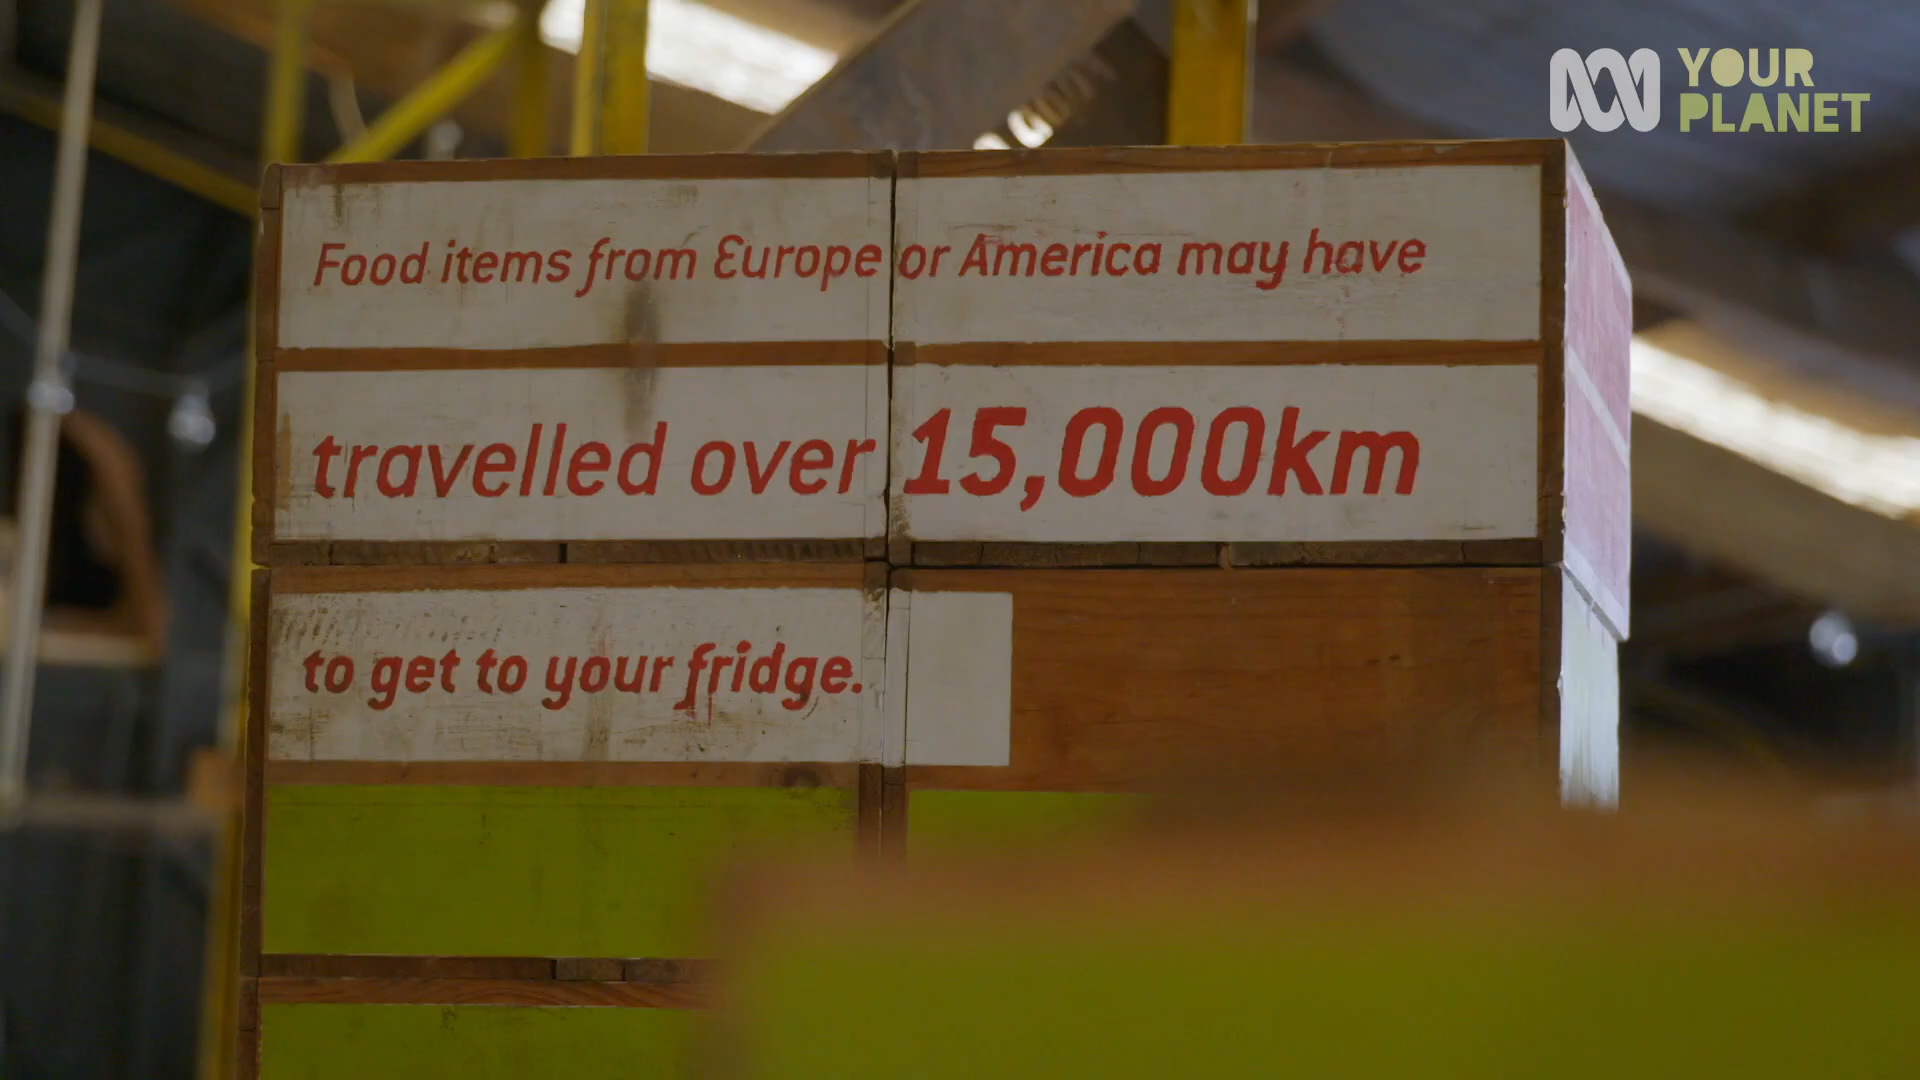 YOUR
PLANET
Food items from Europe or America may have
travelled over 15,000km
to get to your fridge.